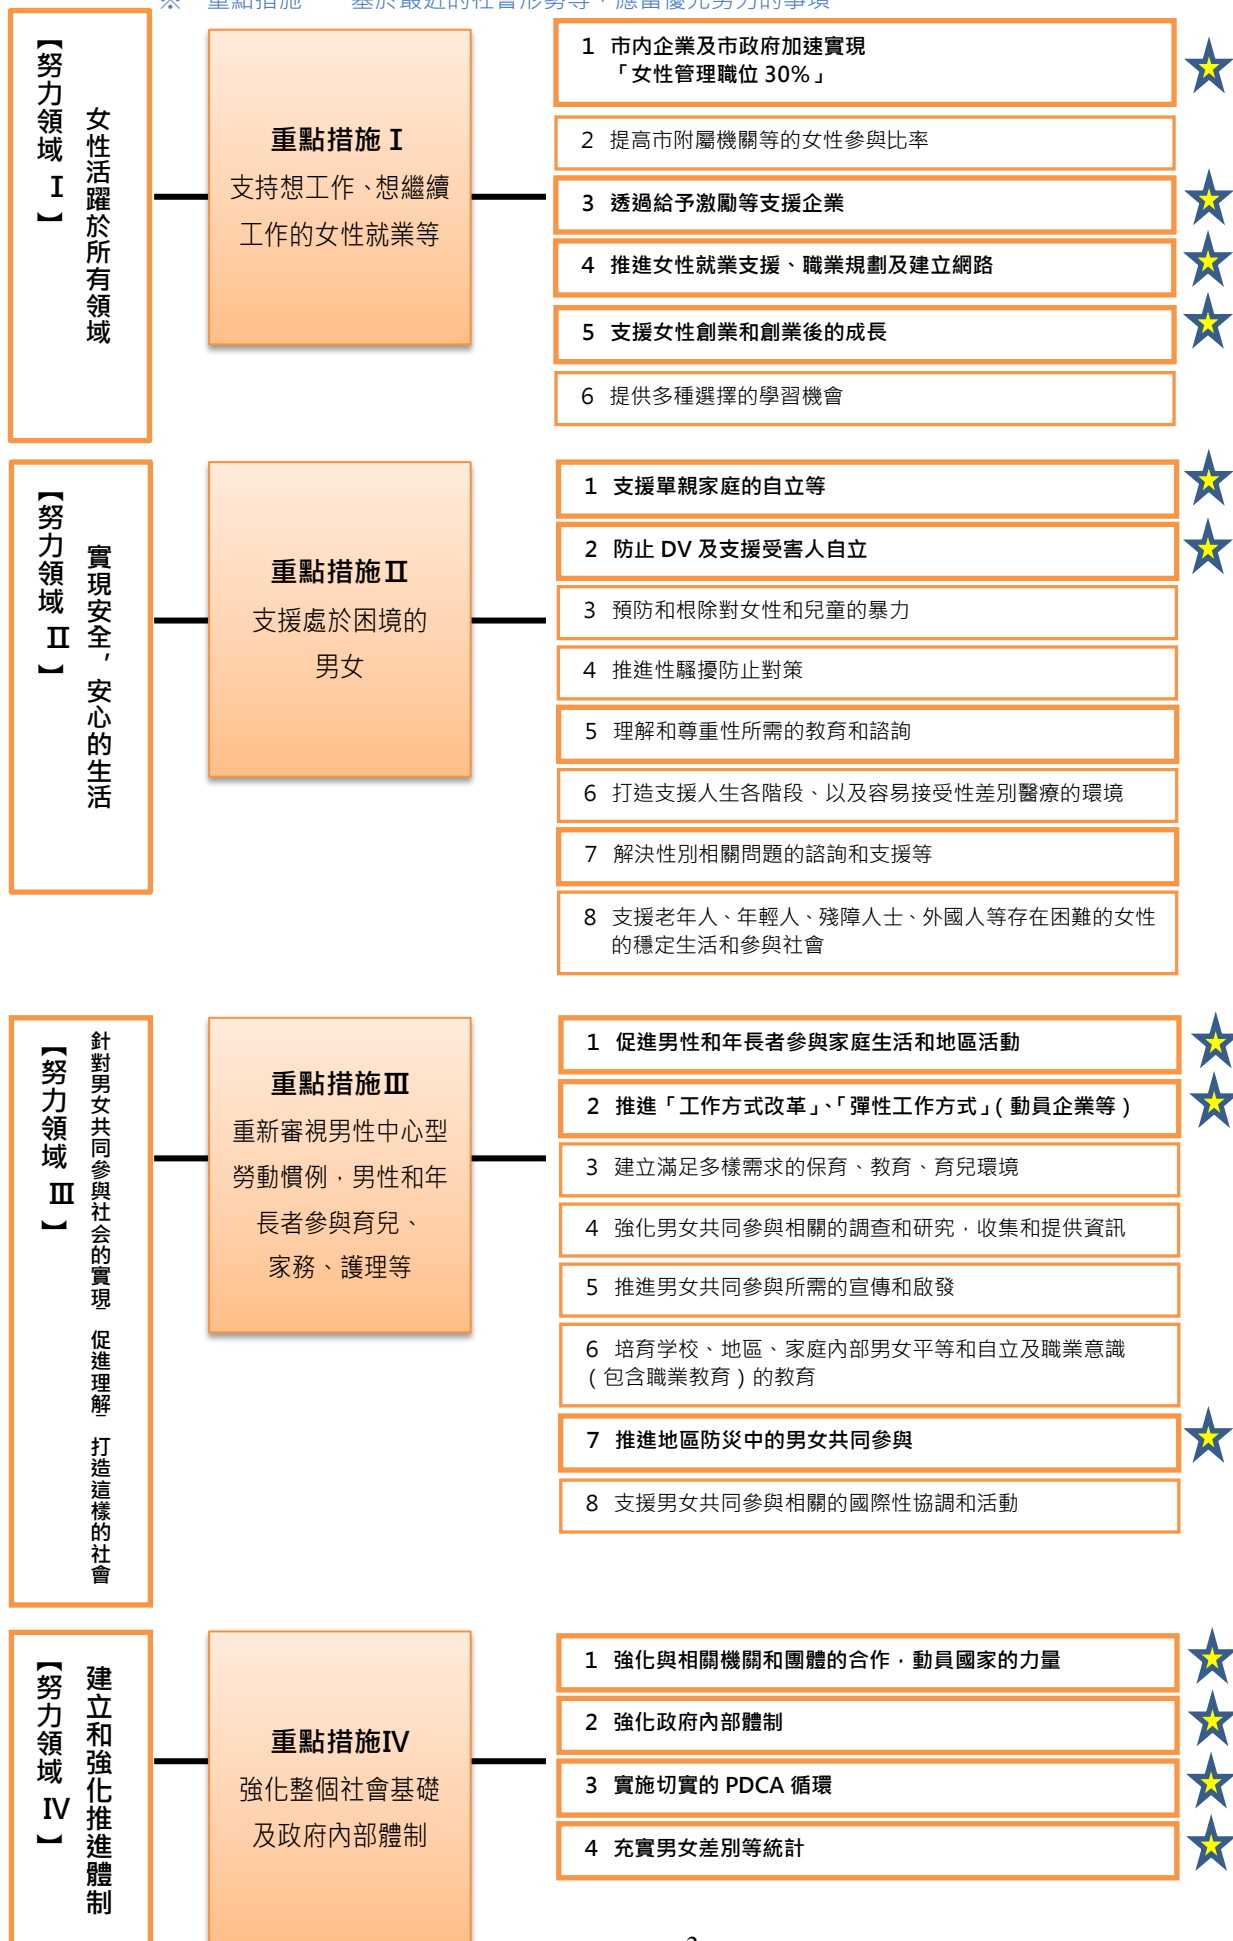 ※　重點措施　　基於最近的社會形勢等，應當優先努力的事項
【努力領域 Ⅰ】
女性活躍於所有領域
重點措施 Ⅰ
支持想工作、想繼續
工作的女性就業等
1 市內企業及市政府加速實現
「女性管理職位 30%」
2 提高市附屬機關等的女性參與比率
3 透過給予激勵等支援企業
4 推進女性就業支援、職業規劃及建立網路
5 支援女性創業和創業後的成長
6 提供多種選擇的學習機會
【努力領域 Ⅱ】
實現安全，安心的生活
重點措施Ⅱ
支援處於困境的
男女
1 支援單親家庭的自立等
2 防止 DV 及支援受害人自立
3 預防和根除對女性和兒童的暴力
4 推進性騷擾防止對策
5 理解和尊重性所需的教育和諮詢
6 打造支援人生各階段、以及容易接受性差別醫療的環境
7 解決性別相關問題的諮詢和支援等
8 支援老年人、年輕人、殘障人士、外國人等存在困難的女性
的穩定生活和參與社會
【努力領域 Ⅲ】
針對男女共同參與社会的實現，促進理解，打造這樣的社會
重點措施Ⅲ
重新審視男性中心型
勞動慣例，男性和年
長者參與育兒、
家務、護理等
1 促進男性和年長者參與家庭生活和地區活動
2 推進「工作方式改革」、「彈性工作方式」（動員企業等）
3 建立滿足多樣需求的保育、教育、育兒環境
4 強化男女共同參與相關的調查和研究，收集和提供資訊
5 推進男女共同參與所需的宣傳和啟發
6 培育学校、地區、家庭內部男女平等和自立及職業意識
（包含職業教育）的教育
7 推進地區防災中的男女共同參與
8 支援男女共同參與相關的國際性協調和活動
【努力領域 Ⅳ】
建立和強化推進體制
重點措施Ⅳ
強化整個社會基礎
及政府內部體制
1 強化與相關機關和團體的合作，動員國家的力量
2 強化政府內部體制
3 實施切實的 PDCA 循環
4 充實男女差別等統計